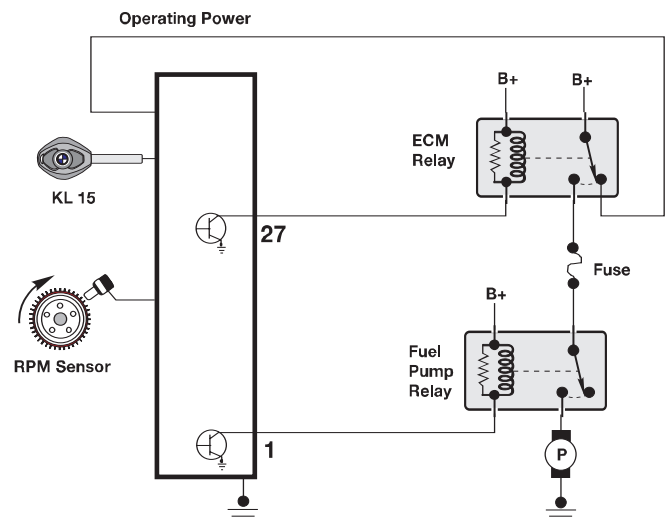 Operating Power
B+
B+
ECM
Relay
KL 15
27
Fuse
B+
RPM Sensor
Fuel
Pump
Relay
1
P